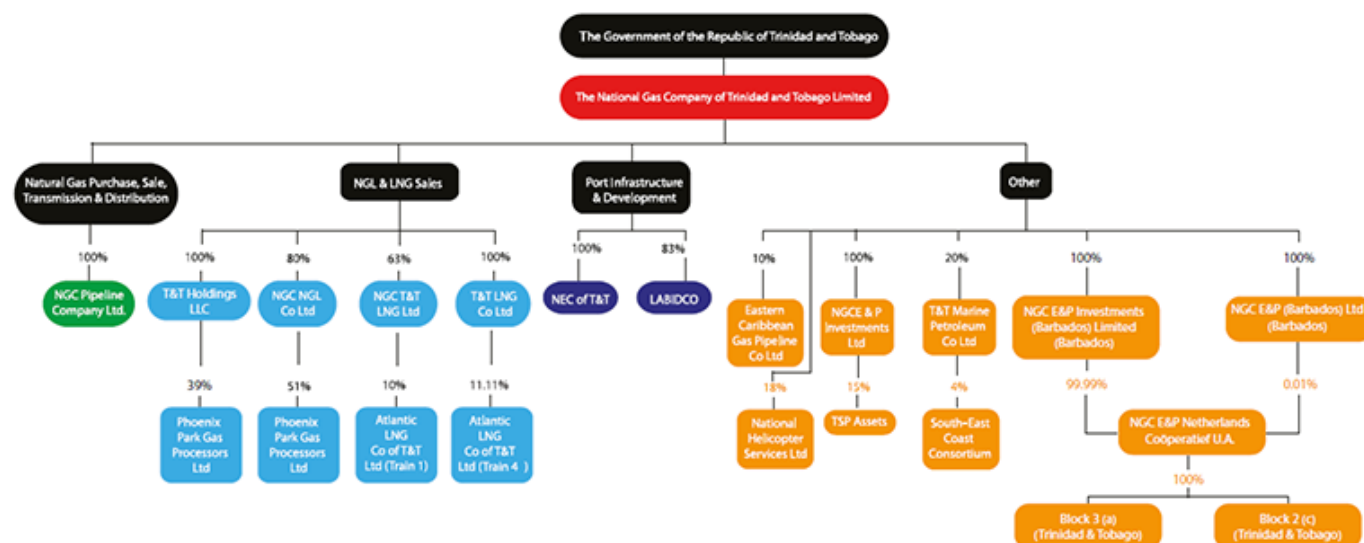 The Government of the Republic of Trinidad and Tobago
The National Gas Company of Trinidad and Tobago Limited
Natural Gas Purchase, Sale,
Transmission & Distribution
NGL & LNG Sales
Port Infrastructure
& Development
Other
100%
100%
80%
63%
100%
100%
83%
10%
100%
20%
100%
100%
NGC Pipeline
Company Ltd.
T&T Holdings
LLC
NGC NGL
Co Ltd
NGC T&T
LNG Ltd
T&T LNG
Co Ltd
NEC of T&T
LABIDCO
Eastern
Caribbean
Gas Pipeline
Co Ltd
NGCE & P
Investments
Ltd
T&T Marine
Petroleum
Co Ltd
NGC E&P Investments
(Barbados) Limited
(Barbados)
NGC E&P (Barbados) Ltd
(Barbados)
39%
51%
10%
11.11%
18%
15%
4%
99.99%
0.01%
Phoenix
Park Gas
Processors
Ltd
Phoenix
Park Gas
Processors
Ltd
Atlantic
LNG
Co of T&T
Ltd (Train 1)
Atlantic
LNG
Co of T&T
Ltd (Train 4 )
National
Helicopter
Services Ltd
TSP Assets
South-East
Coast
Consortium
NGC E&P Netherlands
Coöperatief U.A.
100%
Block 3 (a)
(Trinidad & Tobago)
Block 2 (c)
(Trinidad & Tobago)